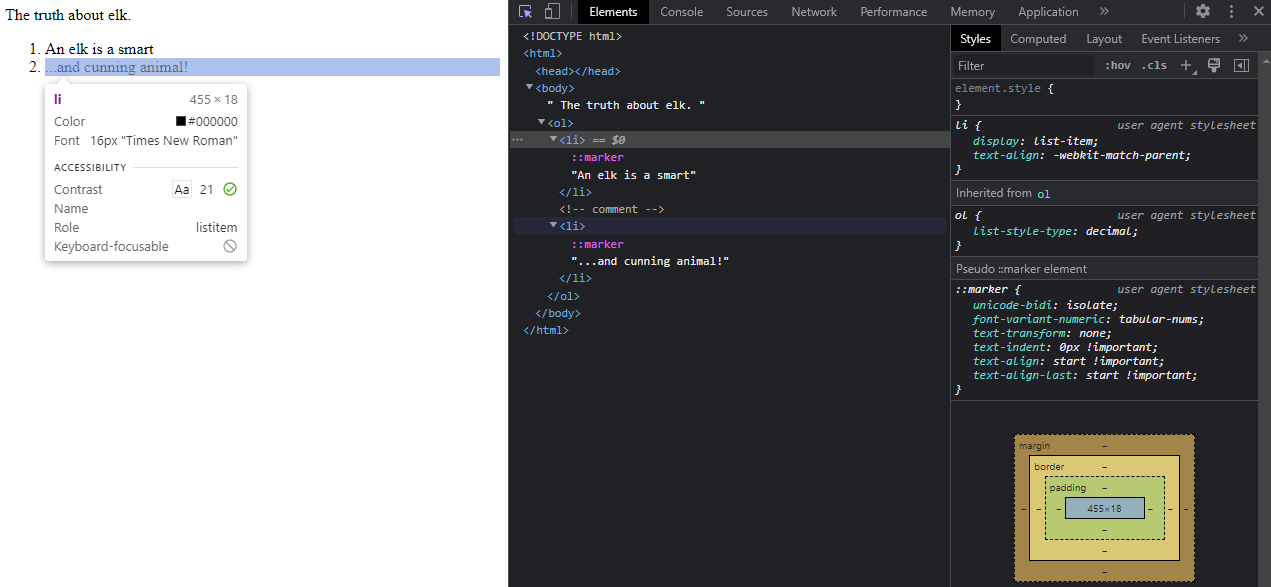 The truth about elk.
1. An elk is a smart
2. ...and cunning animal!
li 455 × 18
Color #000000
Font 16px "Times New Roman"
ACCESSIBILITY
Contrast Aa 21
Name
Role listitem
Keyboard-focusable
Elements Console Sources Network Performance Memory Application »
<!DOCTYPE html>
<html>
<head></head>
<body>
" The truth about elk. "
<ol>
··· <li> == $0
::marker
"An elk is a smart"
</li>
<!-- comment -->
<li>
::marker
"...and cunning animal!"
</li>
</ol>
</body>
</html>
Styles Computed Layout Event Listeners »
Filter :hov .cls +
element.style {
}
li { user agent stylesheet
display: list-item;
text-align: -webkit-match-parent;
}
Inherited from ol
ol { user agent stylesheet
list-style-type: decimal;
}
Pseudo ::marker element
::marker { user agent stylesheet
unicode-bidi: isolate;
font-variant-numeric: tabular-nums;
text-transform: none;
text-indent: 0px !important;
text-align: start !important;
text-align-last: start !important;
}
margin –
border –
padding –
– – – 455×18 – – –
–
–
–